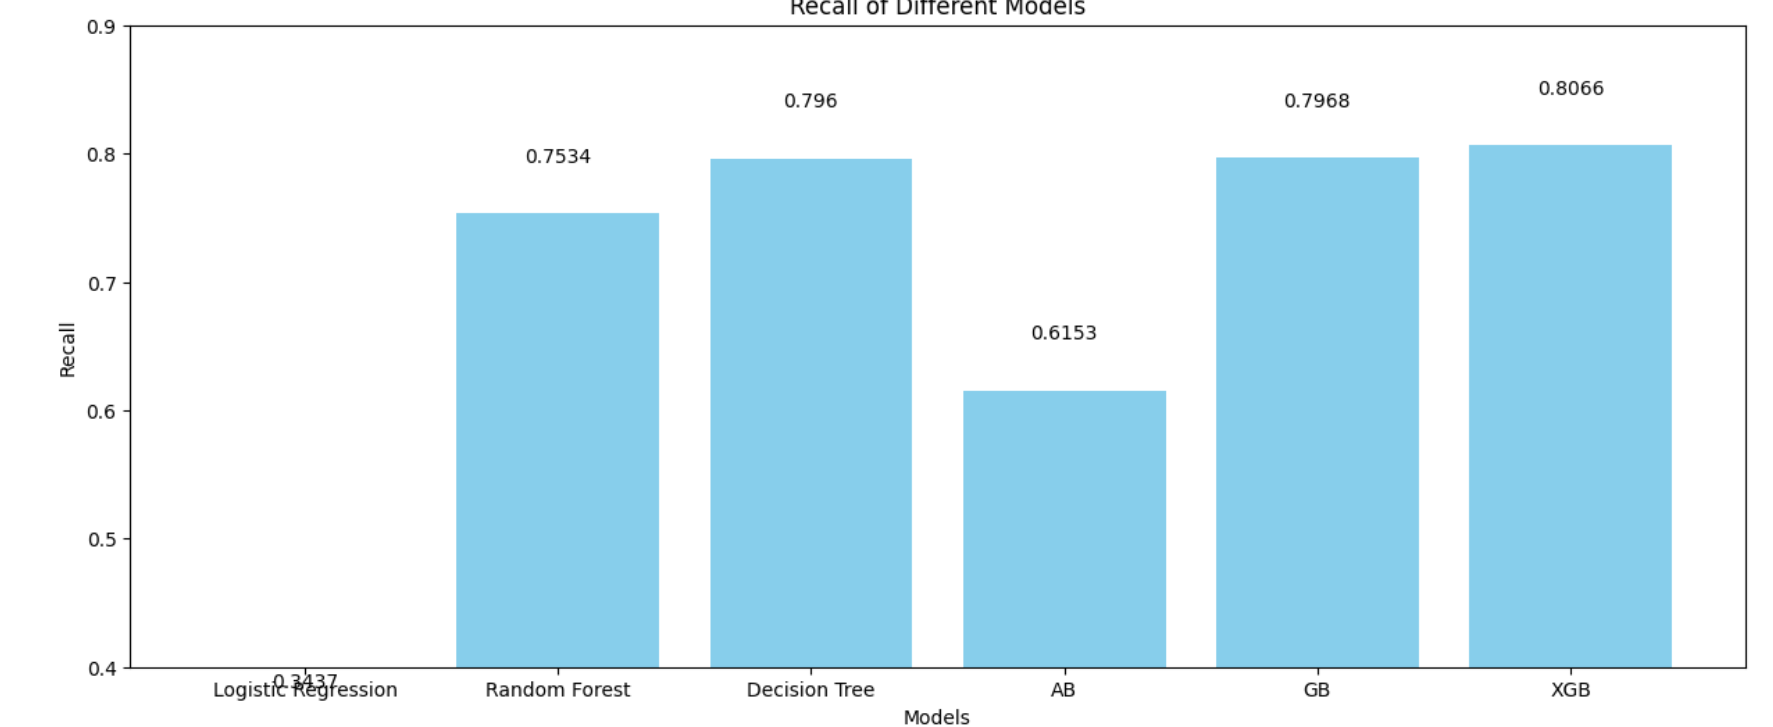 Recall of Different Models
0.9
0.8
0.7
0.6
0.5
0.4
Recall
0.3437
0.7534
0.796
0.6153
0.7968
0.8066
Logistic Regression
Random Forest
Decision Tree
AB
GB
XGB
Models